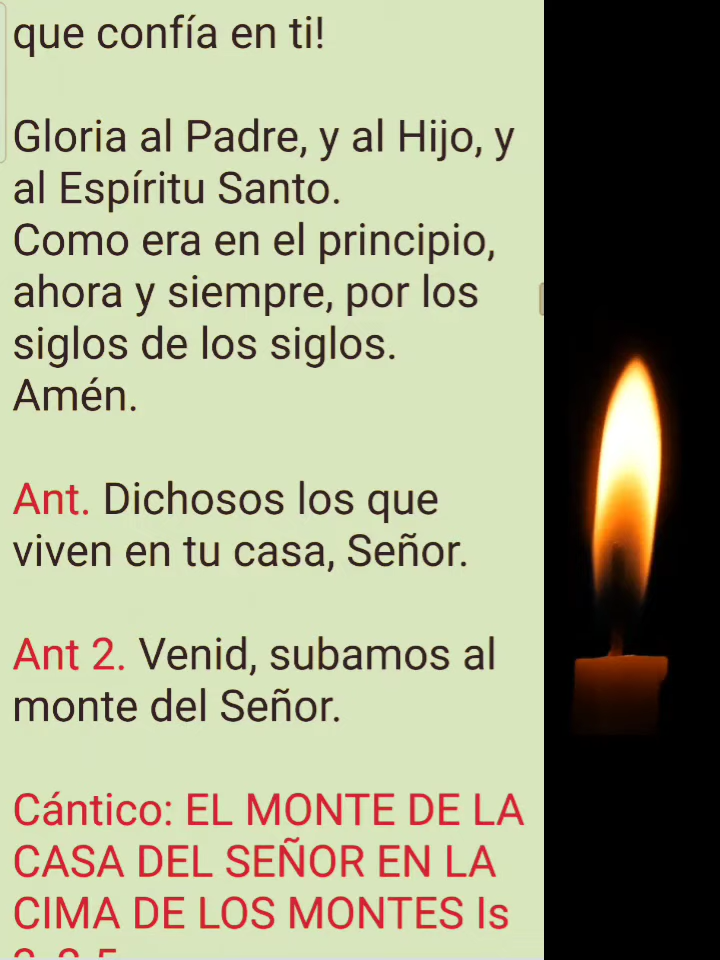 que confía en ti!
Gloria al Padre, y al Hijo, y
al Espíritu Santo.
Como era en el principio,
ahora y siempre, por los
siglos de los siglos.
Amén.
Ant. Dichosos los que
viven en tu casa, Señor.
Ant 2. Venid, subamos al
monte del Señor.
Cántico: EL MONTE DE LA
CASA DEL SEÑOR EN LA
CIMA DE LOS MONTES Is